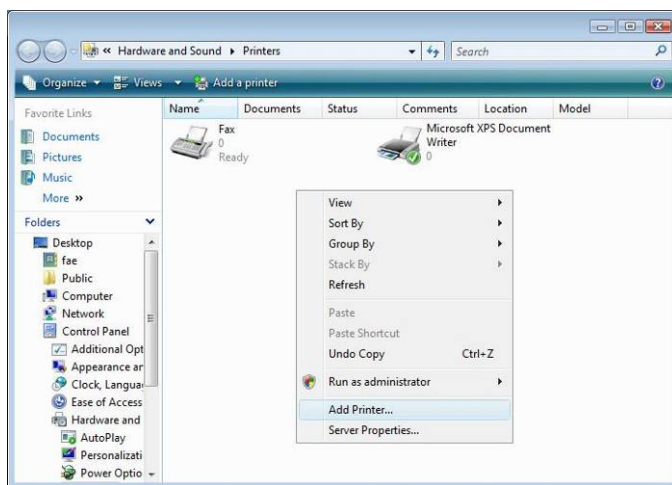 « Hardware and Sound ▸ Printers
Search
Organize Views Add a printer
Favorite Links
Documents
Pictures
Music
More »
Folders
Desktop
fae
Public
Computer
Network
Control Panel
Additional Opt
Appearance an
Clock, Languag
Ease of Access
Hardware and
AutoPlay
Personalizati
Power Optio
Name Documents Status Comments Location Model
Fax
0
Ready
Microsoft XPS Document
Writer
0
View
Sort By
Group By
Stack By
Refresh
Paste
Paste Shortcut
Undo Copy Ctrl+Z
Run as administrator
Add Printer...
Server Properties...